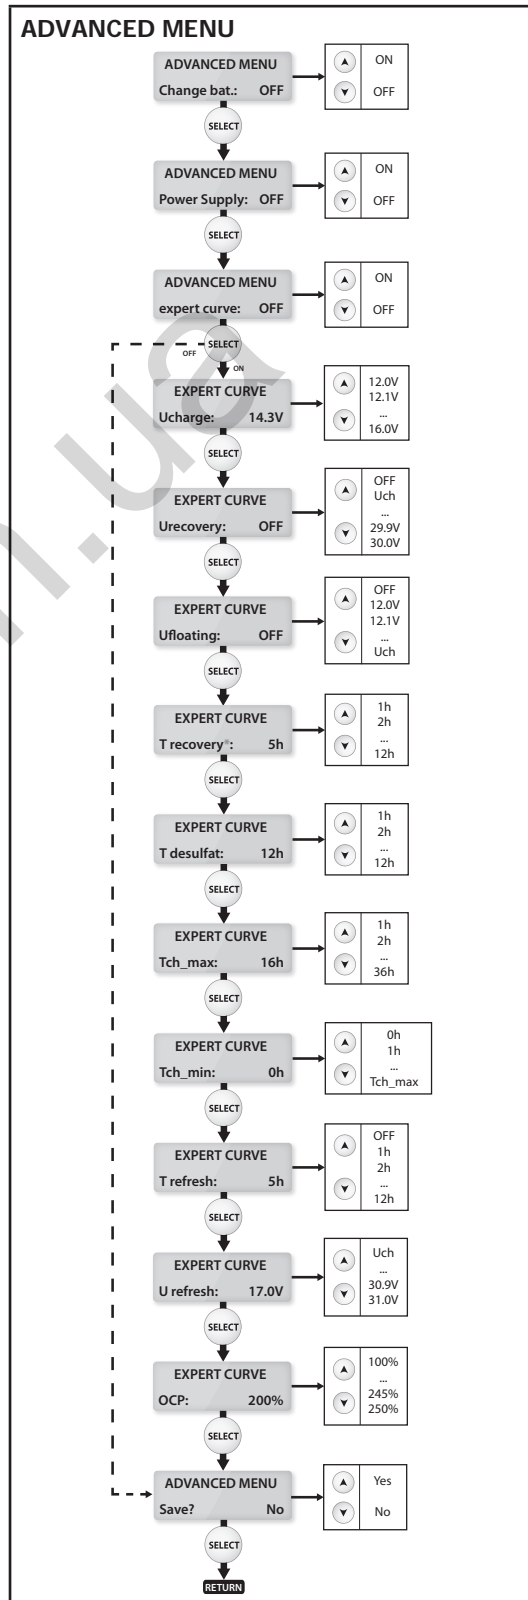 ADVANCED MENU
ADVANCED MENU
Change bat.: OFF
ON
OFF
SELECT
ADVANCED MENU
Power Supply: OFF
ON
OFF
SELECT
ADVANCED MENU
expert curve: OFF
ON
OFF
SELECT
OFF
ON
EXPERT CURVE
Ucharge: 14.3V
12.0V
12.1V
...
16.0V
SELECT
EXPERT CURVE
Urecovery: OFF
OFF
Uch
...
29.9V
30.0V
SELECT
EXPERT CURVE
Ufloating: OFF
OFF
12.0V
12.1V
...
Uch
SELECT
EXPERT CURVE
T recovery*: 5h
1h
2h
...
12h
SELECT
EXPERT CURVE
T desulfat: 12h
1h
2h
...
12h
SELECT
EXPERT CURVE
Tch_max: 16h
1h
2h
...
36h
SELECT
EXPERT CURVE
Tch_min: 0h
0h
1h
...
Tch_max
SELECT
EXPERT CURVE
T refresh: 5h
OFF
1h
2h
...
12h
SELECT
EXPERT CURVE
U refresh: 17.0V
Uch
...
30.9V
31.0V
SELECT
EXPERT CURVE
OCP: 200%
100%
...
245%
250%
SELECT
ADVANCED MENU
Save? No
Yes
No
SELECT
RETURN
n.ua